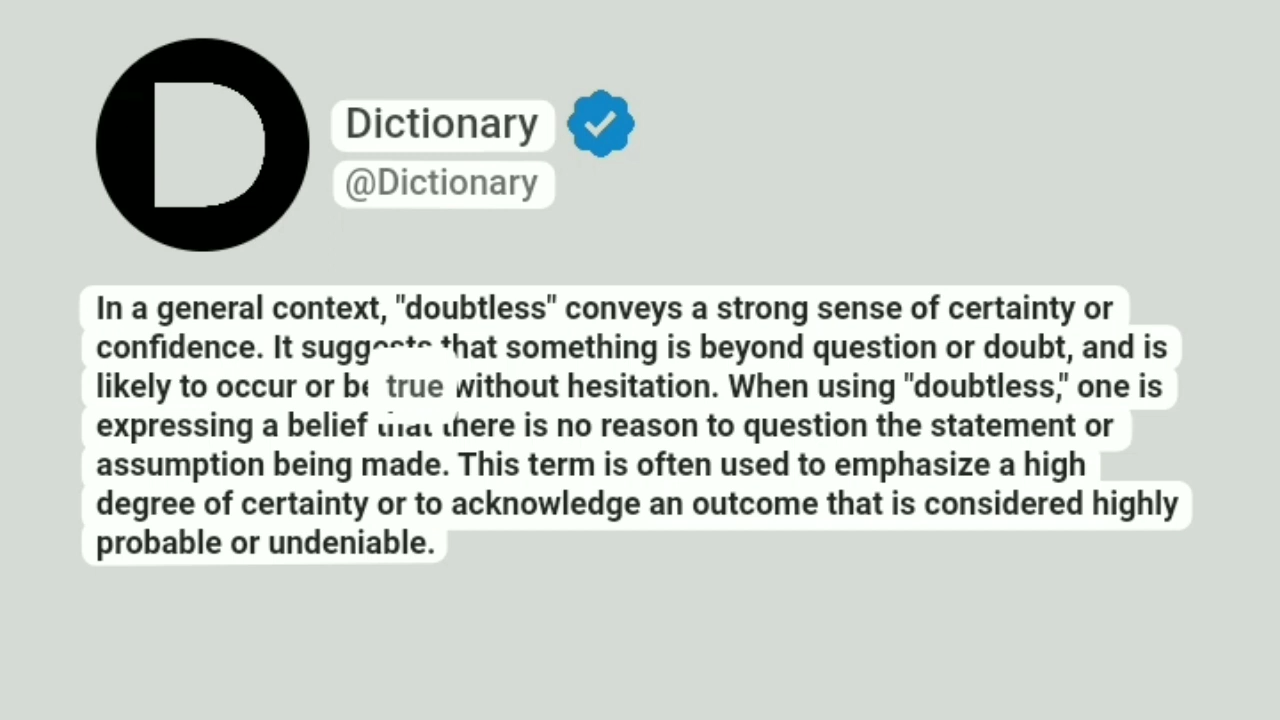 D
Dictionary
@Dictionary
In a general context, "doubtless" conveys a strong sense of certainty or
confidence. It suggests that something is beyond question or doubt, and is
likely to occur or be true without hesitation. When using "doubtless," one is
expressing a belief that there is no reason to question the statement or
assumption being made. This term is often used to emphasize a high
degree of certainty or to acknowledge an outcome that is considered highly
probable or undeniable.